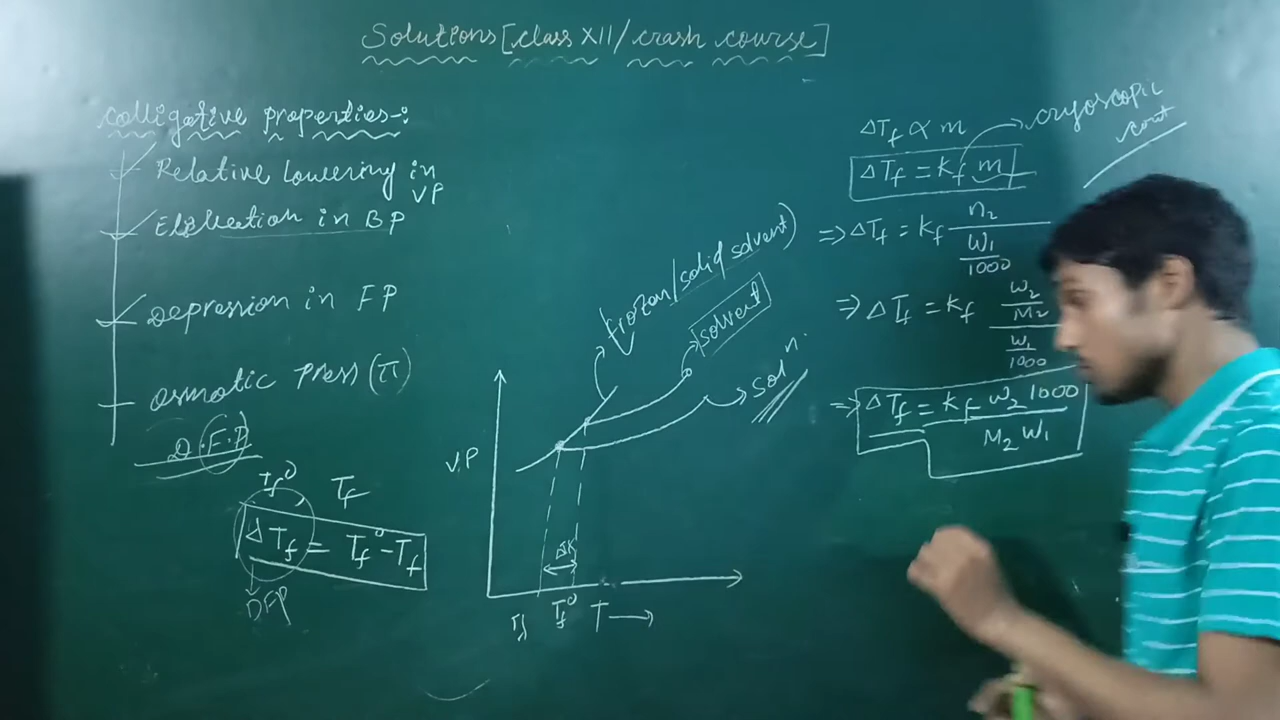 Solutions [class XII / crash course]
colligative properties:
Relative Lowering in
VP
in BP
Depression in FP
osmotic press (π)
D.F.P
Tf° Tf
ΔTf = Tf° - Tf
DFP
frozen/solid solvent)
solvent
solⁿ
V.P
Tf Tf° T →
ΔTf ∝ m
cryoscopic
const
ΔTf = Kf m
⇒ ΔTf = Kf n₂
W₁
1000
⇒ ΔTf = Kf w₂
M₂
W₁
1000
⇒ ΔTf = Kf w₂ 1000
M₂ W₁